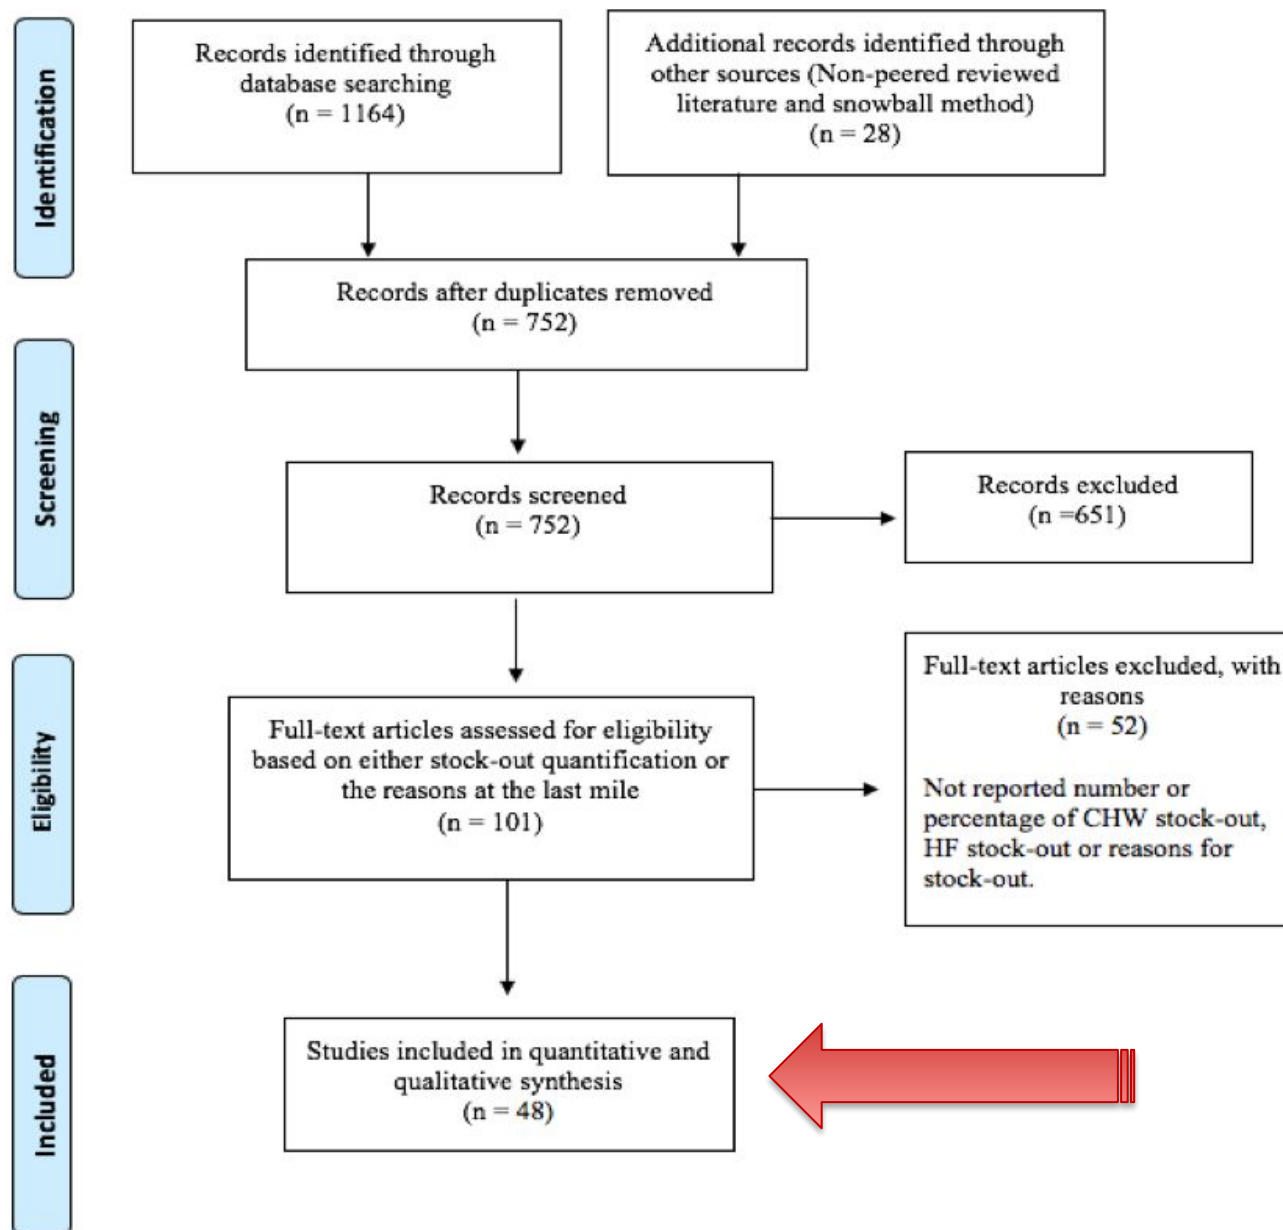 Identification
Records identified through
database searching
(n = 1164)
Additional records identified through
other sources (Non-peered reviewed
literature and snowball method)
(n = 28)
Records after duplicates removed
(n = 752)
Screening
Records screened
(n = 752)
Records excluded
(n =651)
Eligibility
Full-text articles assessed for eligibility
based on either stock-out quantification or
the reasons at the last mile
(n = 101)
Full-text articles excluded, with
reasons
(n = 52)
Not reported number or
percentage of CHW stock-out,
HF stock-out or reasons for
stock-out.
Included
Studies included in quantitative and
qualitative synthesis
(n = 48)